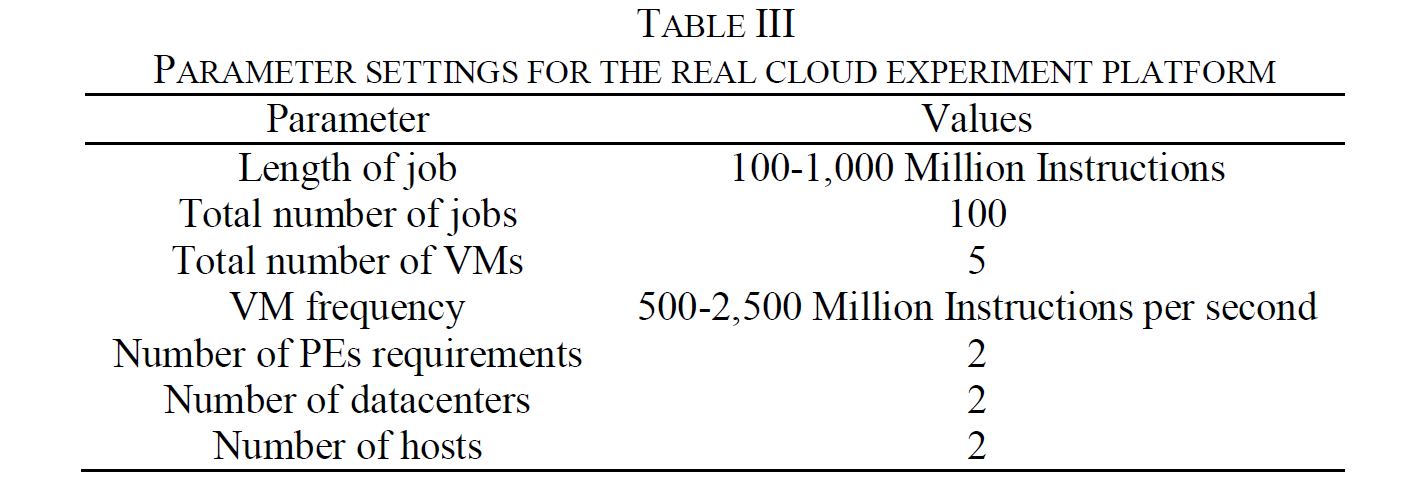 TABLE III
PARAMETER SETTINGS FOR THE REAL CLOUD EXPERIMENT PLATFORM
Parameter Values
Length of job 100-1,000 Million Instructions
Total number of jobs 100
Total number of VMs 5
VM frequency 500-2,500 Million Instructions per second
Number of PEs requirements 2
Number of datacenters 2
Number of hosts 2